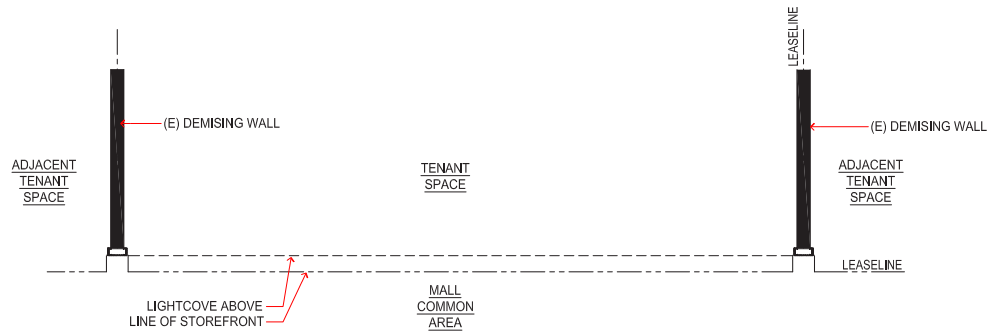 LEASELINE
(E) DEMISING WALL
(E) DEMISING WALL
ADJACENT
TENANT
SPACE
TENANT
SPACE
ADJACENT
TENANT
SPACE
LEASELINE
LIGHTCOVE ABOVE
LINE OF STOREFRONT
MALL
COMMON
AREA